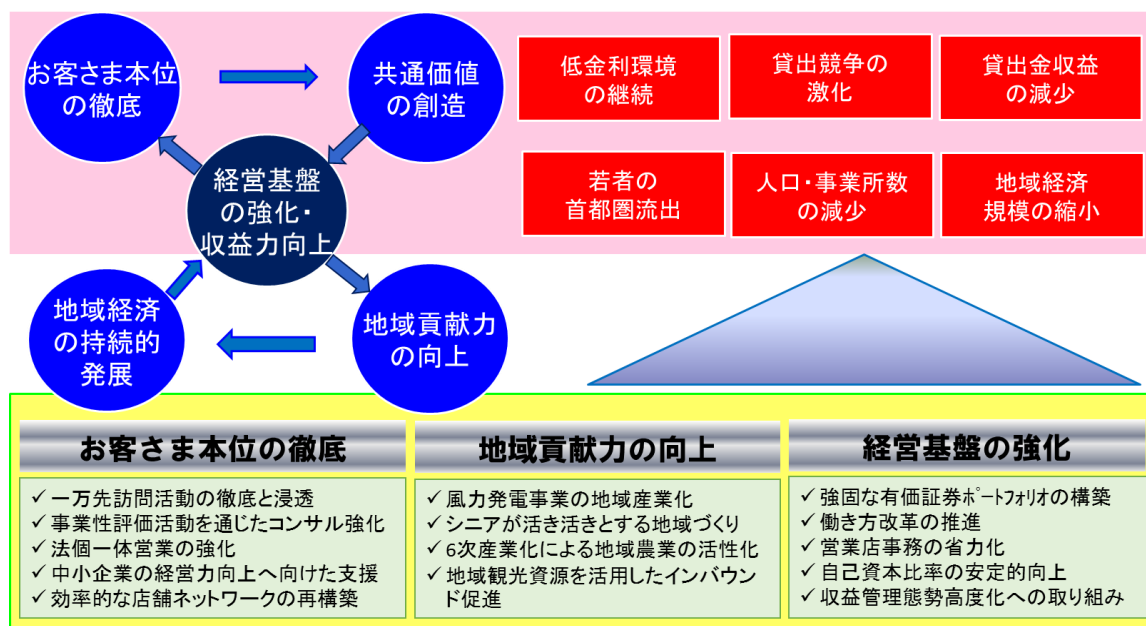 お客さま本位
の徹底
共通価値
の創造
経営基盤
の強化・
収益力向上
地域経済
の持続的
発展
地域貢献力
の向上
低金利環境
の継続
貸出競争の
激化
貸出金収益
の減少
若者の
首都圏流出
人口・事業所数
の減少
地域経済
規模の縮小
お客さま本位の徹底
✓一万先訪問活動の徹底と浸透
✓事業性評価活動を通じたコンサル強化
✓法個一体営業の強化
✓中小企業の経営力向上へ向けた支援
✓効率的な店舗ネットワークの再構築
地域貢献力の向上
✓風力発電事業の地域産業化
✓シニアが活き活きとする地域づくり
✓6次産業化による地域農業の活性化
✓地域観光資源を活用したインバウン
ド促進
経営基盤の強化
✓強固な有価証券ﾎﾟｰﾄフォリオの構築
✓働き方改革の推進
✓営業店事務の省力化
✓自己資本比率の安定的向上
✓収益管理態勢高度化への取り組み